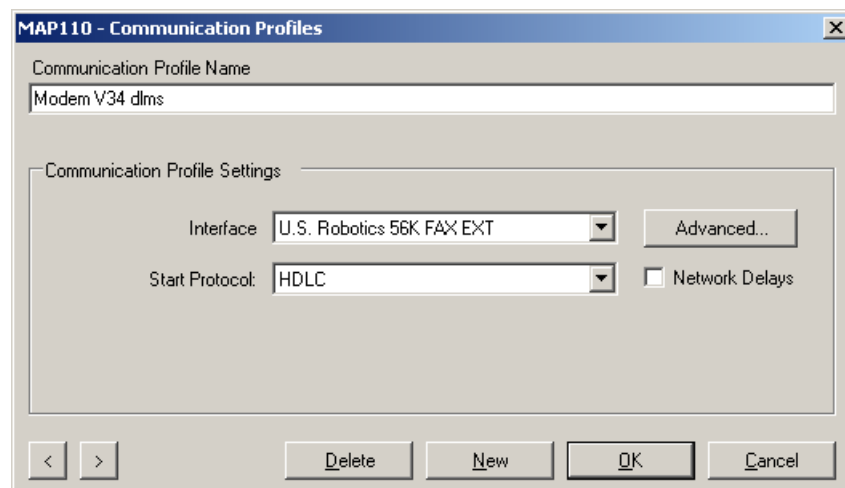 MAP110 - Communication Profiles
Communication Profile Name
Modem V34 dlms
Communication Profile Settings
Interface U.S. Robotics 56K FAX EXT Advanced...
Start Protocol: HDLC Network Delays
< > Delete New OK Cancel